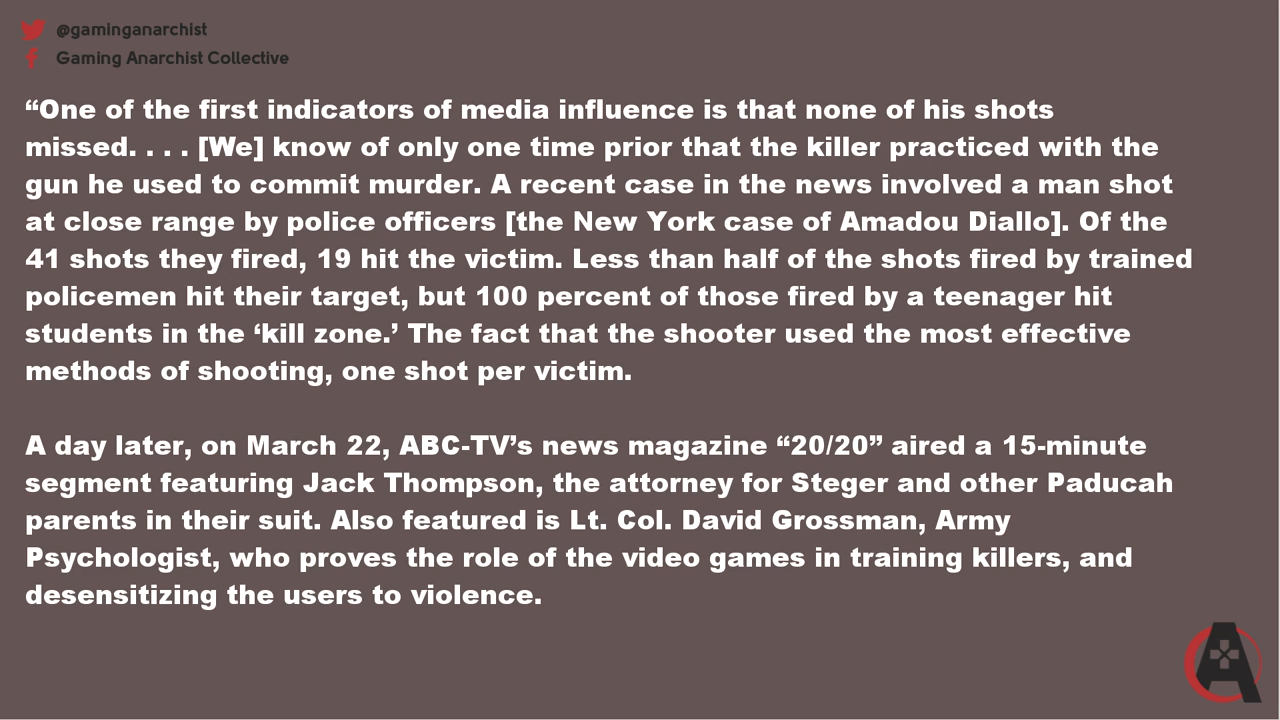 @gaminganarchist
Gaming Anarchist Collective
“One of the first indicators of media influence is that none of his shots
missed. . . . [We] know of only one time prior that the killer practiced with the
gun he used to commit murder. A recent case in the news involved a man shot
at close range by police officers [the New York case of Amadou Diallo]. Of the
41 shots they fired, 19 hit the victim. Less than half of the shots fired by trained
policemen hit their target, but 100 percent of those fired by a teenager hit
students in the ‘kill zone.’ The fact that the shooter used the most effective
methods of shooting, one shot per victim.
A day later, on March 22, ABC-TV’s news magazine “20/20” aired a 15-minute
segment featuring Jack Thompson, the attorney for Steger and other Paducah
parents in their suit. Also featured is Lt. Col. David Grossman, Army
Psychologist, who proves the role of the video games in training killers, and
desensitizing the users to violence.
A